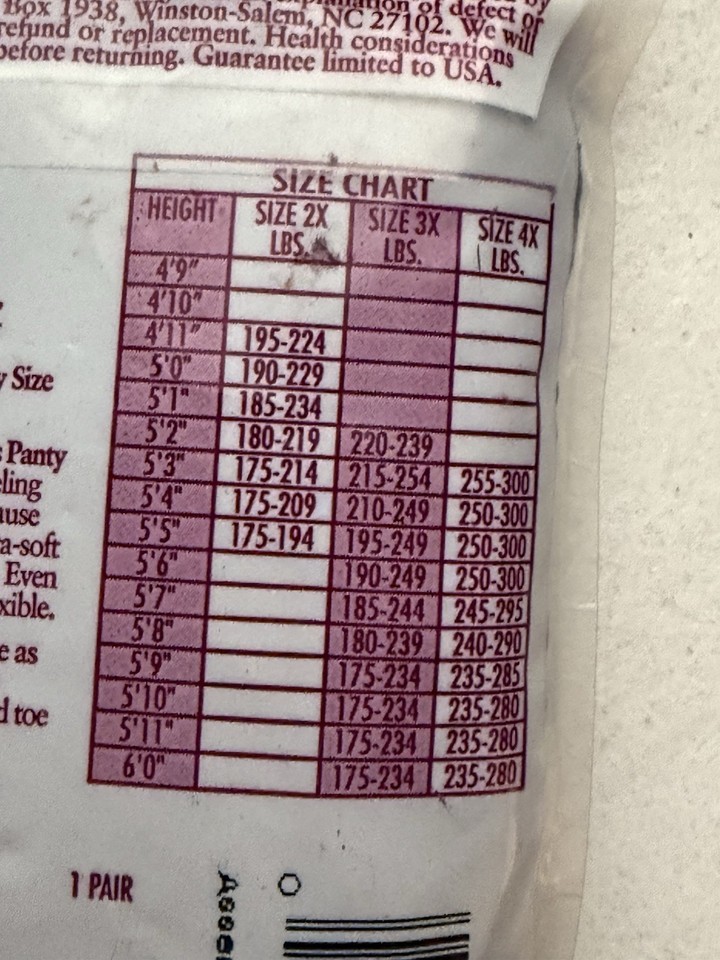 of defect or
Box 1938, Winston-Salem, NC 27102. We will
refund or replacement. Health considerations
before returning. Guarantee limited to USA.
SIZE CHART
HEIGHT SIZE 2X LBS. SIZE 3X LBS. SIZE 4X LBS.
4'9"
4'10"
4'11" 195-224
5'0" 190-229
5'1" 185-234
5'2" 180-219 220-239
5'3" 175-214 215-254 255-300
5'4" 175-209 210-249 250-300
5'5" 175-194 195-249 250-300
5'6" 190-249 250-300
5'7" 185-244 245-295
5'8" 180-239 240-290
5'9" 175-234 235-285
5'10" 175-234 235-280
5'11" 175-234 235-280
6'0" 175-234 235-280
Size
Panty
a-soft
Even
e as
toe
1 PAIR